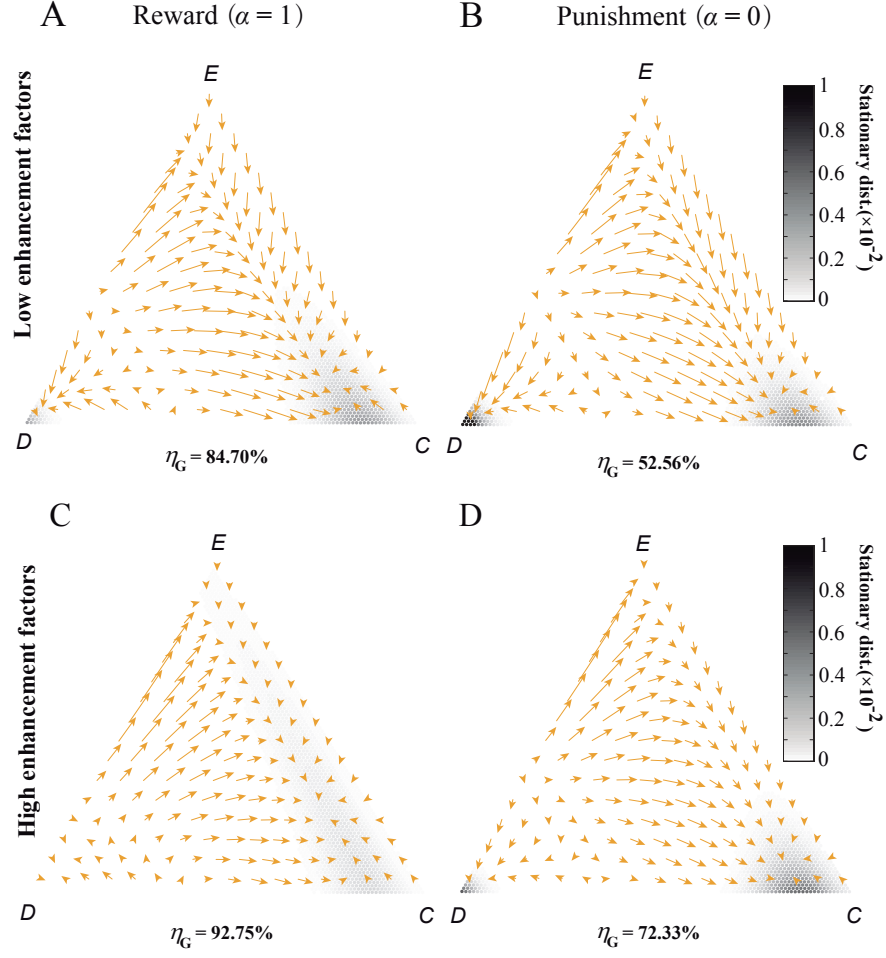 A Reward (α = 1)
B Punishment (α = 0)
Low enhancement factors
E
D
C
η_G = 84.70%
E
D
C
η_G = 52.56%
1
0.8
0.6
0.4
0.2
0
Stationary dist.(×10⁻²)
High enhancement factors
C
E
D
C
η_G = 92.75%
D
E
D
C
η_G = 72.33%
1
0.8
0.6
0.4
0.2
0
Stationary dist.(×10⁻²)